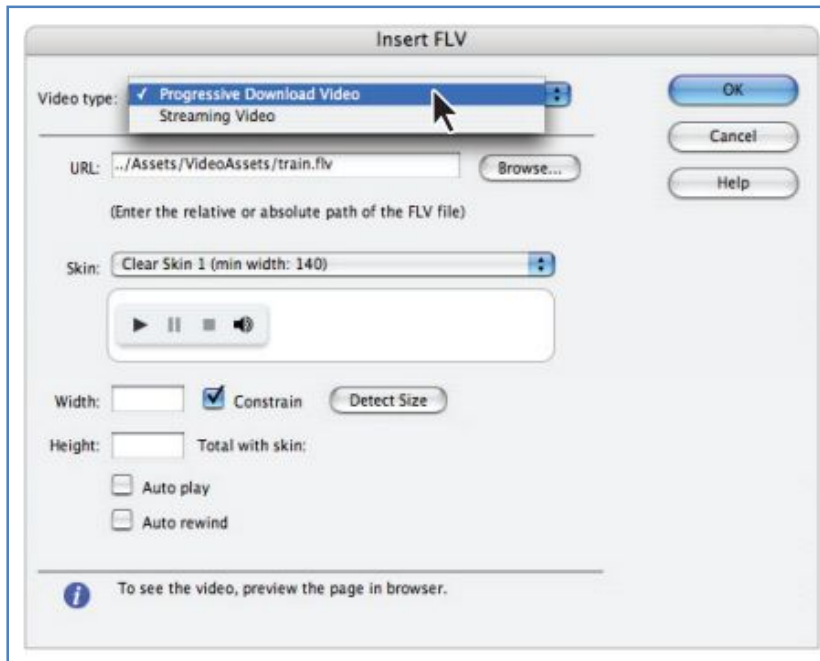 Insert FLV
Video type: ✓ Progressive Download Video
Streaming Video
OK
Cancel
Help
URL: ../Assets/VideoAssets/train.flv Browse...
(Enter the relative or absolute path of the FLV file)
Skin: Clear Skin 1 (min width: 140)
Width: Constrain Detect Size
Height: Total with skin:
Auto play
Auto rewind
To see the video, preview the page in browser.